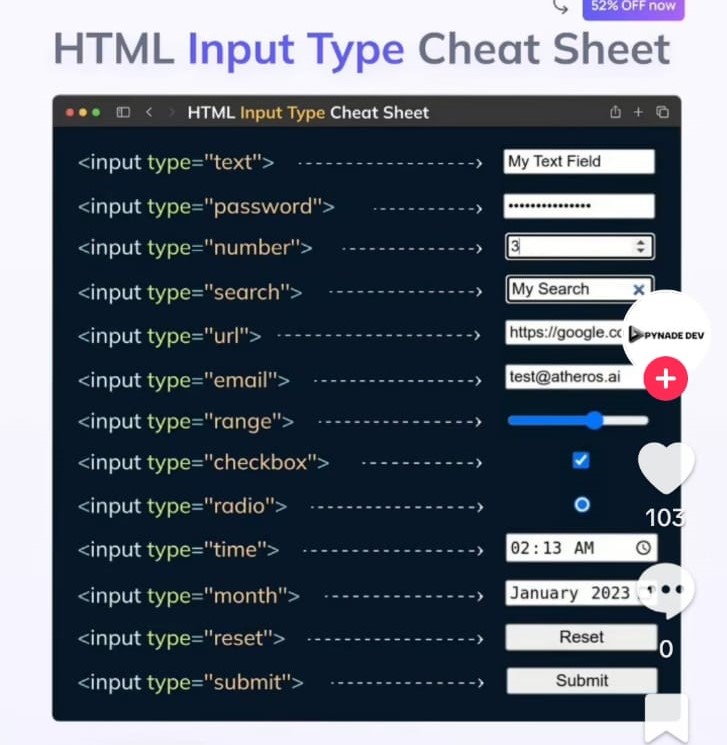 52% OFF now
HTML Input Type Cheat Sheet
HTML Input Type Cheat Sheet
<input type="text"> My Text Field
<input type="password"> •••••••••••••••
<input type="number"> 3
<input type="search"> My Search
<input type="url"> https://google.co
PYNADE DEV
<input type="email"> test@atheros.ai
<input type="range">
<input type="checkbox">
<input type="radio">
103
<input type="time"> 02:13 AM
<input type="month"> January 2023
<input type="reset"> Reset
0
<input type="submit"> Submit